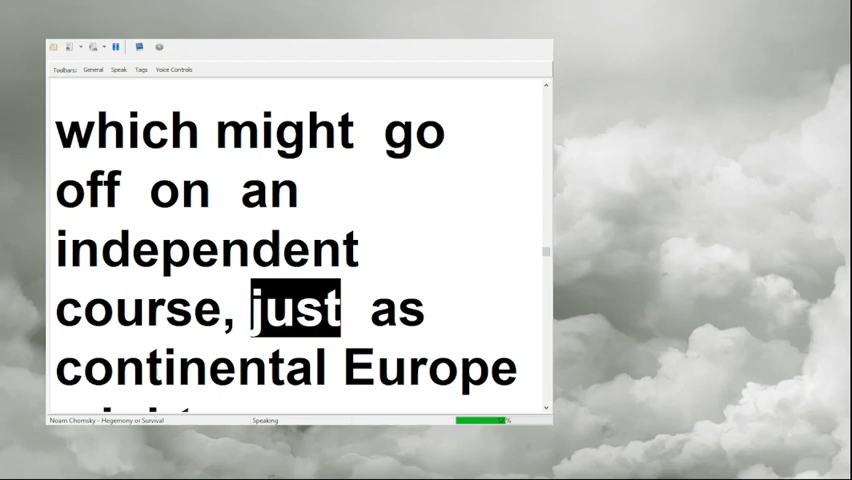 Toolbars: General Speak Tags Voice Controls
which might go
off on an
independent
course, just as
continental Europe
Noam Chomsky - Hegemony or Survival Speaking %